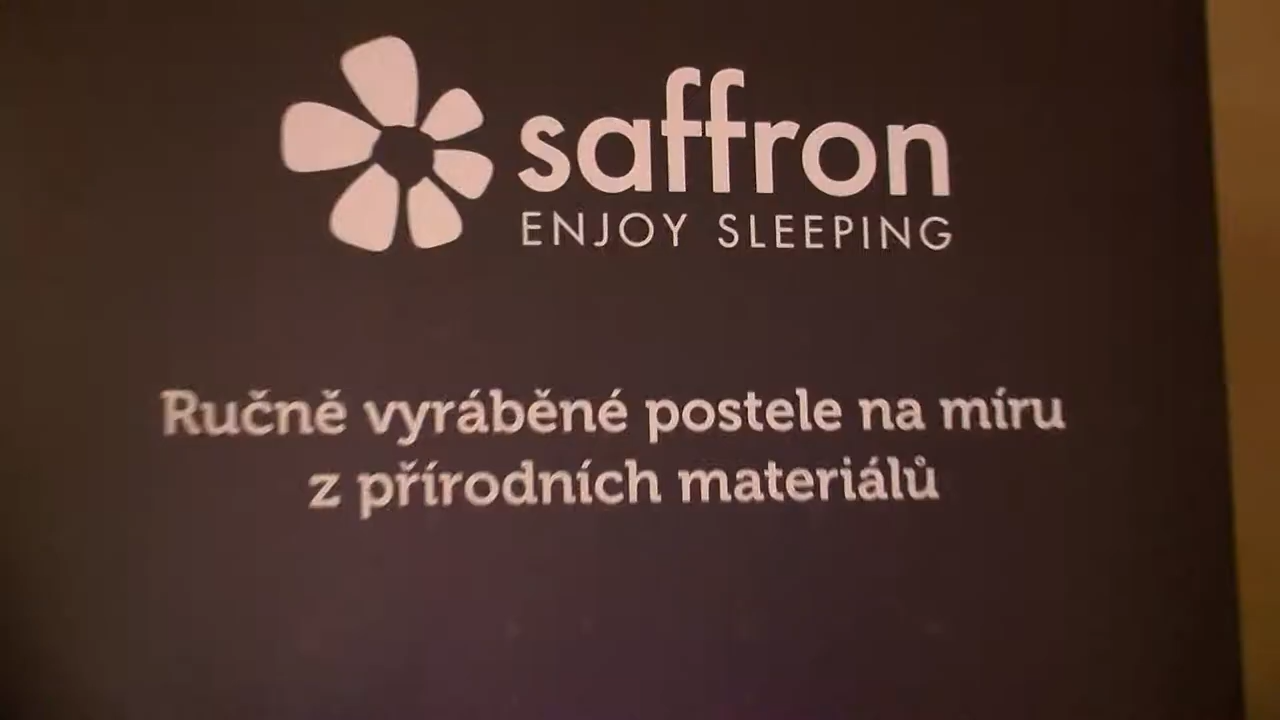 saffron
ENJOY SLEEPING
Ručně vyráběné postele na míru
z přírodních materiálů